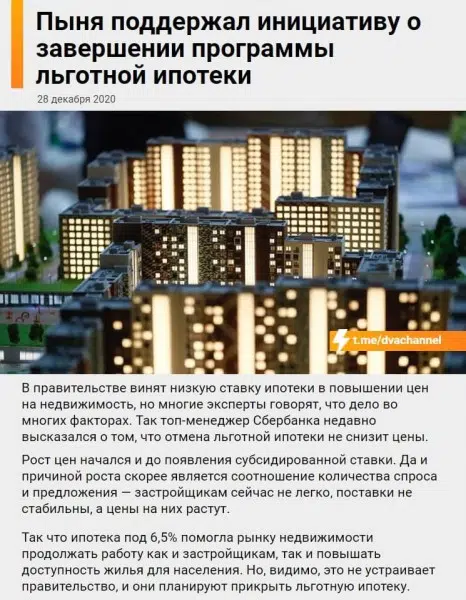 Пыня поддержал инициативу о
завершении программы
льготной ипотеки
28 декабря 2020
t.me/dvachannel
В правительстве винят низкую ставку ипотеки в повышении цен
на недвижимость, но многие эксперты говорят, что дело во
многих факторах. Так топ-менеджер Сбербанка недавно
высказался о том, что отмена льготной ипотеки не снизит цены.
Рост цен начался и до появления субсидированной ставки. Да и
причиной роста скорее является соотношение количества спроса
и предложения — застройщикам сейчас не легко, поставки не
стабильны, а цены на них растут.
Так что ипотека под 6,5% помогла рынку недвижимости
продолжать работу как и застройщикам, так и повышать
доступность жилья для населения. Но, видимо, это не устраивает
правительство, и они планируют прикрыть льготную ипотеку.